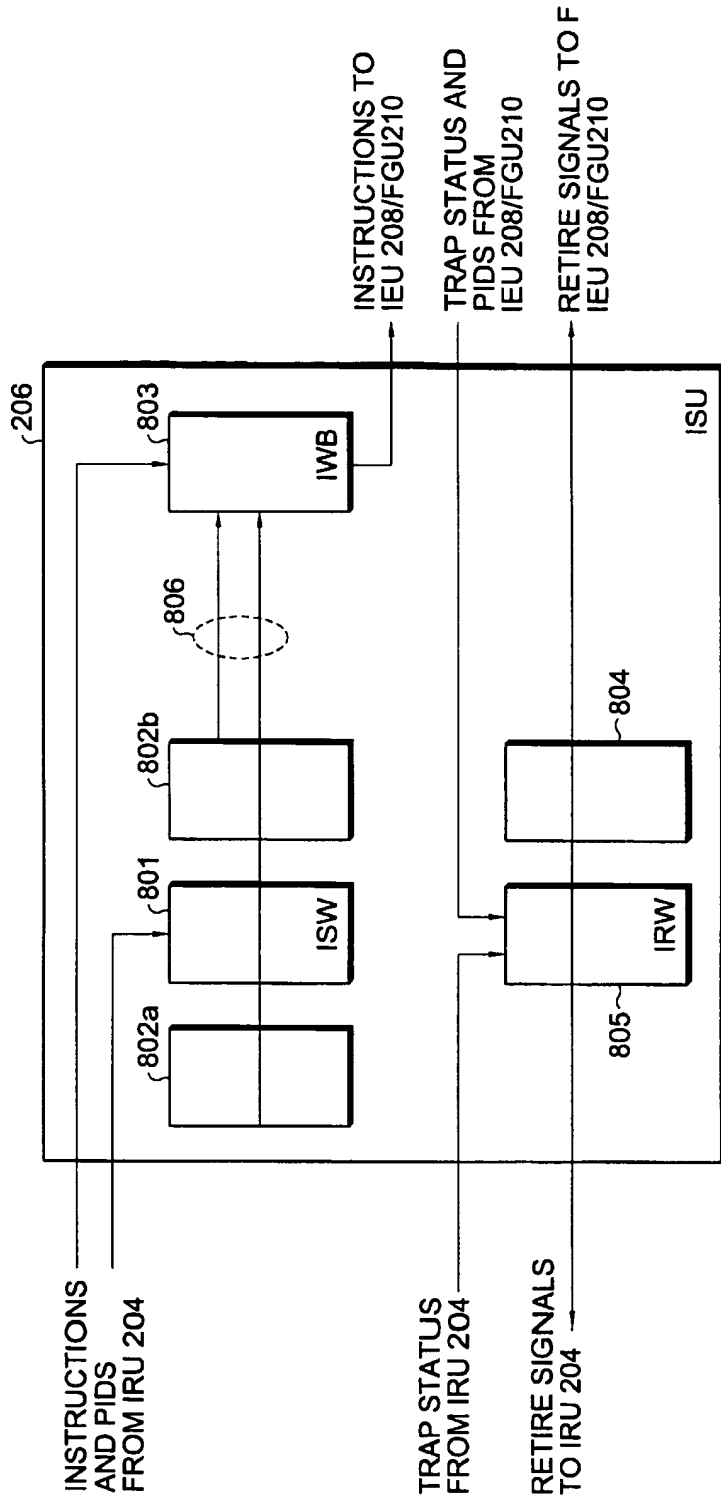 206
INSTRUCTIONS
AND PIDS
FROM IRU 204
802a
801
ISW
802b
806
803
IWB
INSTRUCTIONS TO
IEU 208/FGU210
TRAP STATUS
FROM IRU 204
TRAP STATUS AND
PIDS FROM
IEU 208/FGU210
RETIRE SIGNALS
TO IRU 204
805
IRW
804
RETIRE SIGNALS TO F
IEU 208/FGU210
ISU